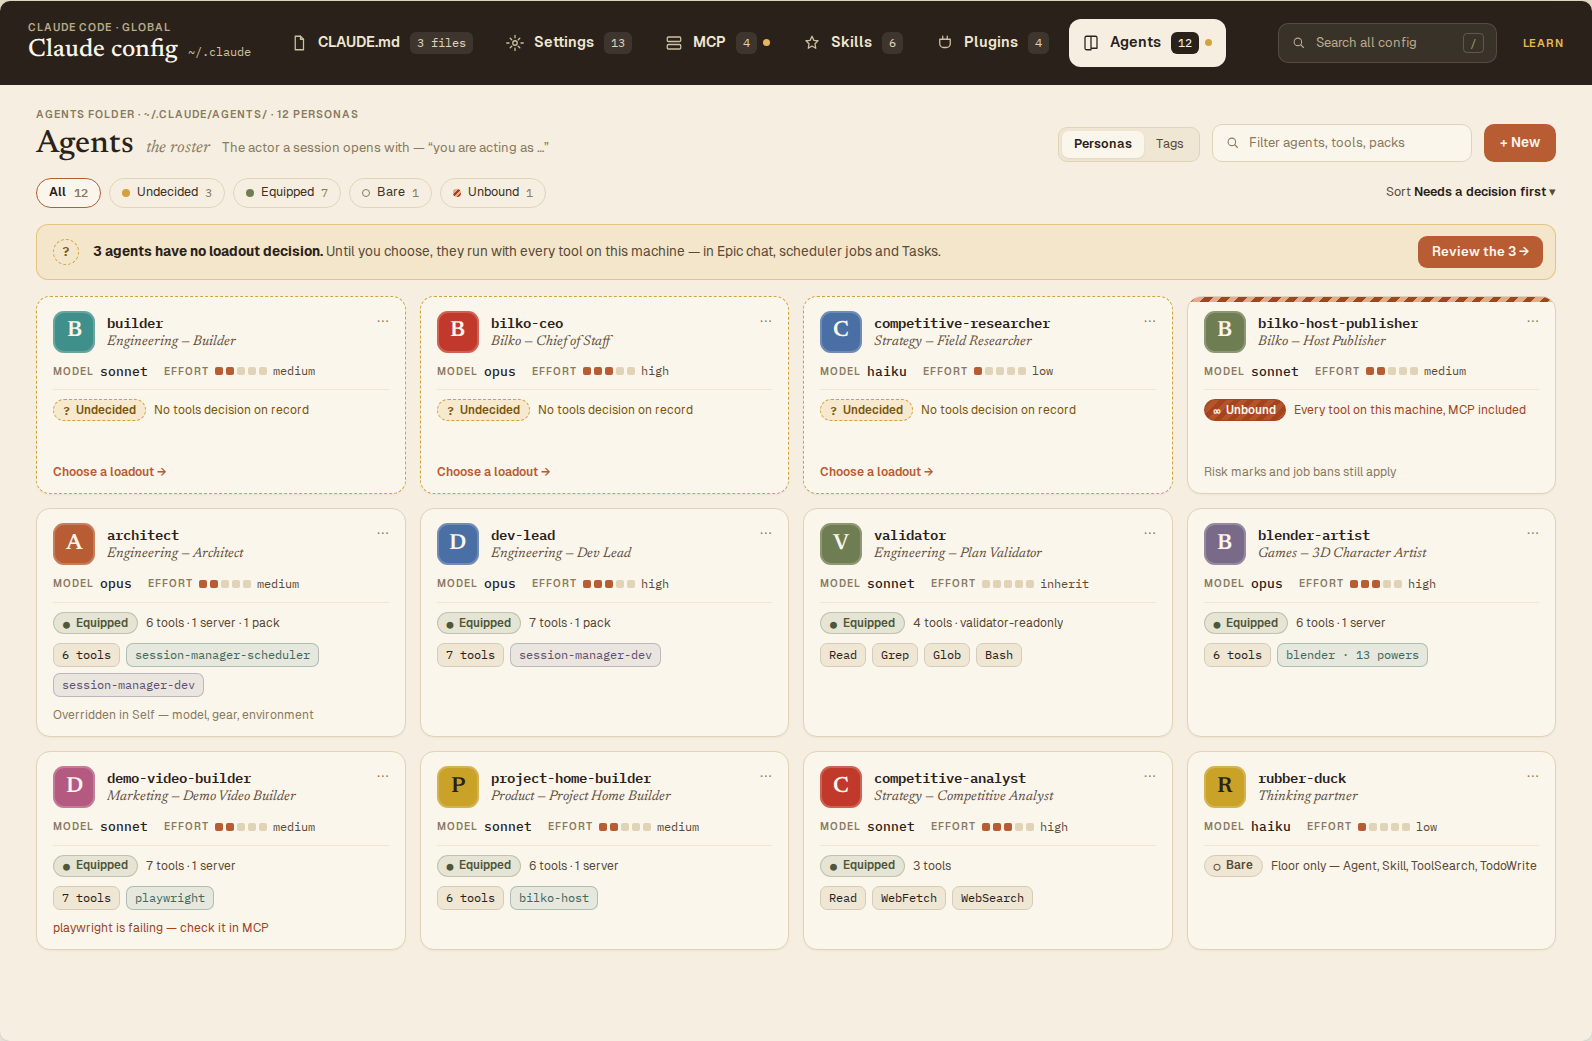 CLAUDE CODE · GLOBAL
Claude config ~/.claude
CLAUDE.md 3 files
Settings 13
MCP 4
Skills 6
Plugins 4
Agents 12
Search all config /
LEARN
AGENTS FOLDER · ~/.CLAUDE/AGENTS/ · 12 PERSONAS
Agents the roster The actor a session opens with — “you are acting as …”
Personas Tags
Filter agents, tools, packs
+ New
All 12
Undecided 3
Equipped 7
Bare 1
Unbound 1
Sort Needs a decision first ▾
? 3 agents have no loadout decision. Until you choose, they run with every tool on this machine — in Epic chat, scheduler jobs and Tasks.
Review the 3 →
B builder ...
Engineering — Builder
MODEL sonnet EFFORT medium
? Undecided No tools decision on record
Choose a loadout →
B bilko-ceo ...
Bilko — Chief of Staff
MODEL opus EFFORT high
? Undecided No tools decision on record
Choose a loadout →
C competitive-researcher ...
Strategy — Field Researcher
MODEL haiku EFFORT low
? Undecided No tools decision on record
Choose a loadout →
B bilko-host-publisher ...
Bilko — Host Publisher
MODEL sonnet EFFORT medium
∞ Unbound Every tool on this machine, MCP included
Risk marks and job bans still apply
A architect ...
Engineering — Architect
MODEL opus EFFORT medium
● Equipped 6 tools · 1 server · 1 pack
6 tools session-manager-scheduler
session-manager-dev
Overridden in Self — model, gear, environment
D dev-lead ...
Engineering — Dev Lead
MODEL opus EFFORT high
● Equipped 7 tools · 1 pack
7 tools session-manager-dev
V validator ...
Engineering — Plan Validator
MODEL sonnet EFFORT inherit
● Equipped 4 tools · validator-readonly
Read Grep Glob Bash
B blender-artist ...
Games — 3D Character Artist
MODEL opus EFFORT high
● Equipped 6 tools · 1 server
6 tools blender · 13 powers
D demo-video-builder ...
Marketing — Demo Video Builder
MODEL sonnet EFFORT medium
● Equipped 7 tools · 1 server
7 tools playwright
playwright is failing — check it in MCP
P project-home-builder ...
Product — Project Home Builder
MODEL sonnet EFFORT medium
● Equipped 6 tools · 1 server
6 tools bilko-host
C competitive-analyst ...
Strategy — Competitive Analyst
MODEL sonnet EFFORT high
● Equipped 3 tools
Read WebFetch WebSearch
R rubber-duck ...
Thinking partner
MODEL haiku EFFORT low
○ Bare Floor only — Agent, Skill, ToolSearch, TodoWrite